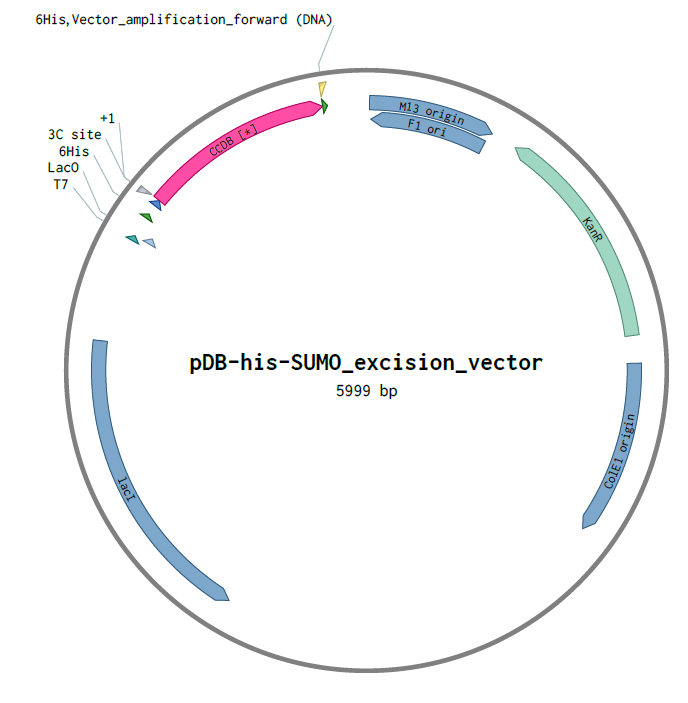 6His,Vector_amplification_forward (DNA)
+1
3C site
6His
LacO
T7
CCDB [*]
M13 origin
F1 ori
KanR
pDB-his-SUMO_excision_vector
5999 bp
ColE1 origin
lacI